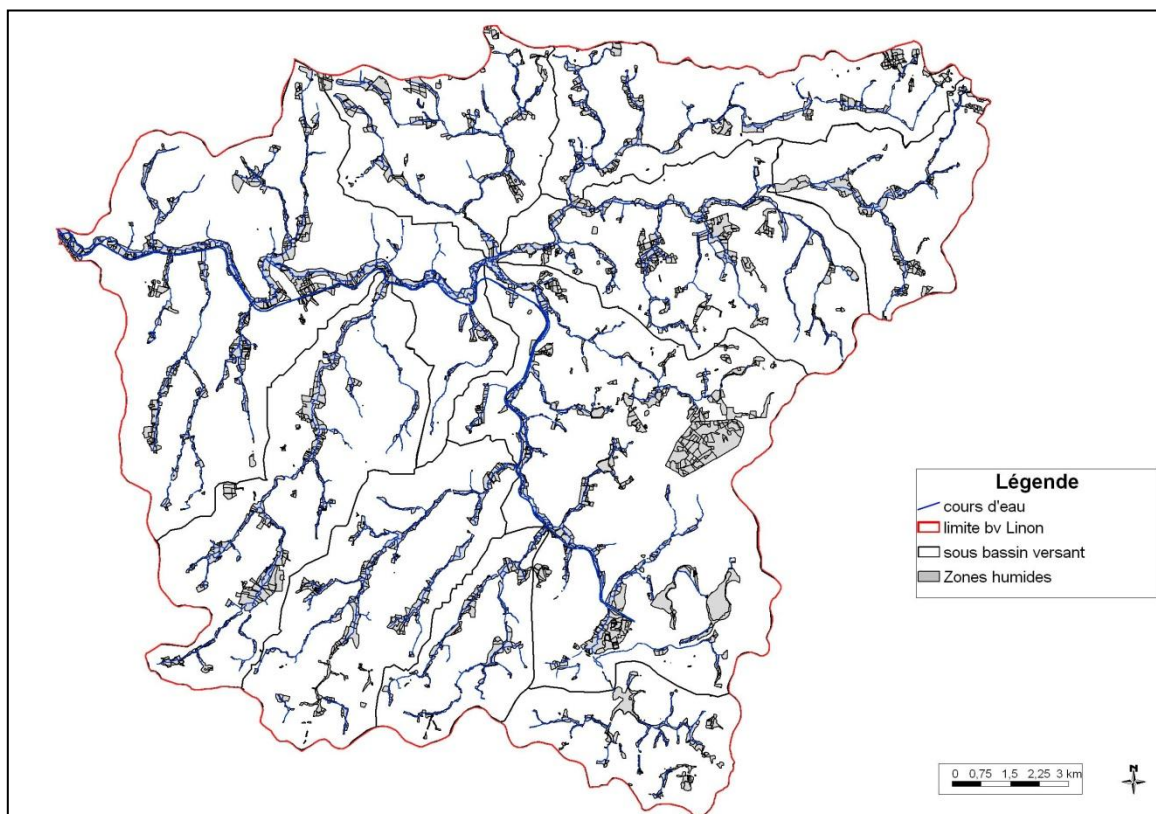 Légende
cours d'eau
limite bv Linon
sous bassin versant
Zones humides
0 0,75 1,5 2,25 3 km
N